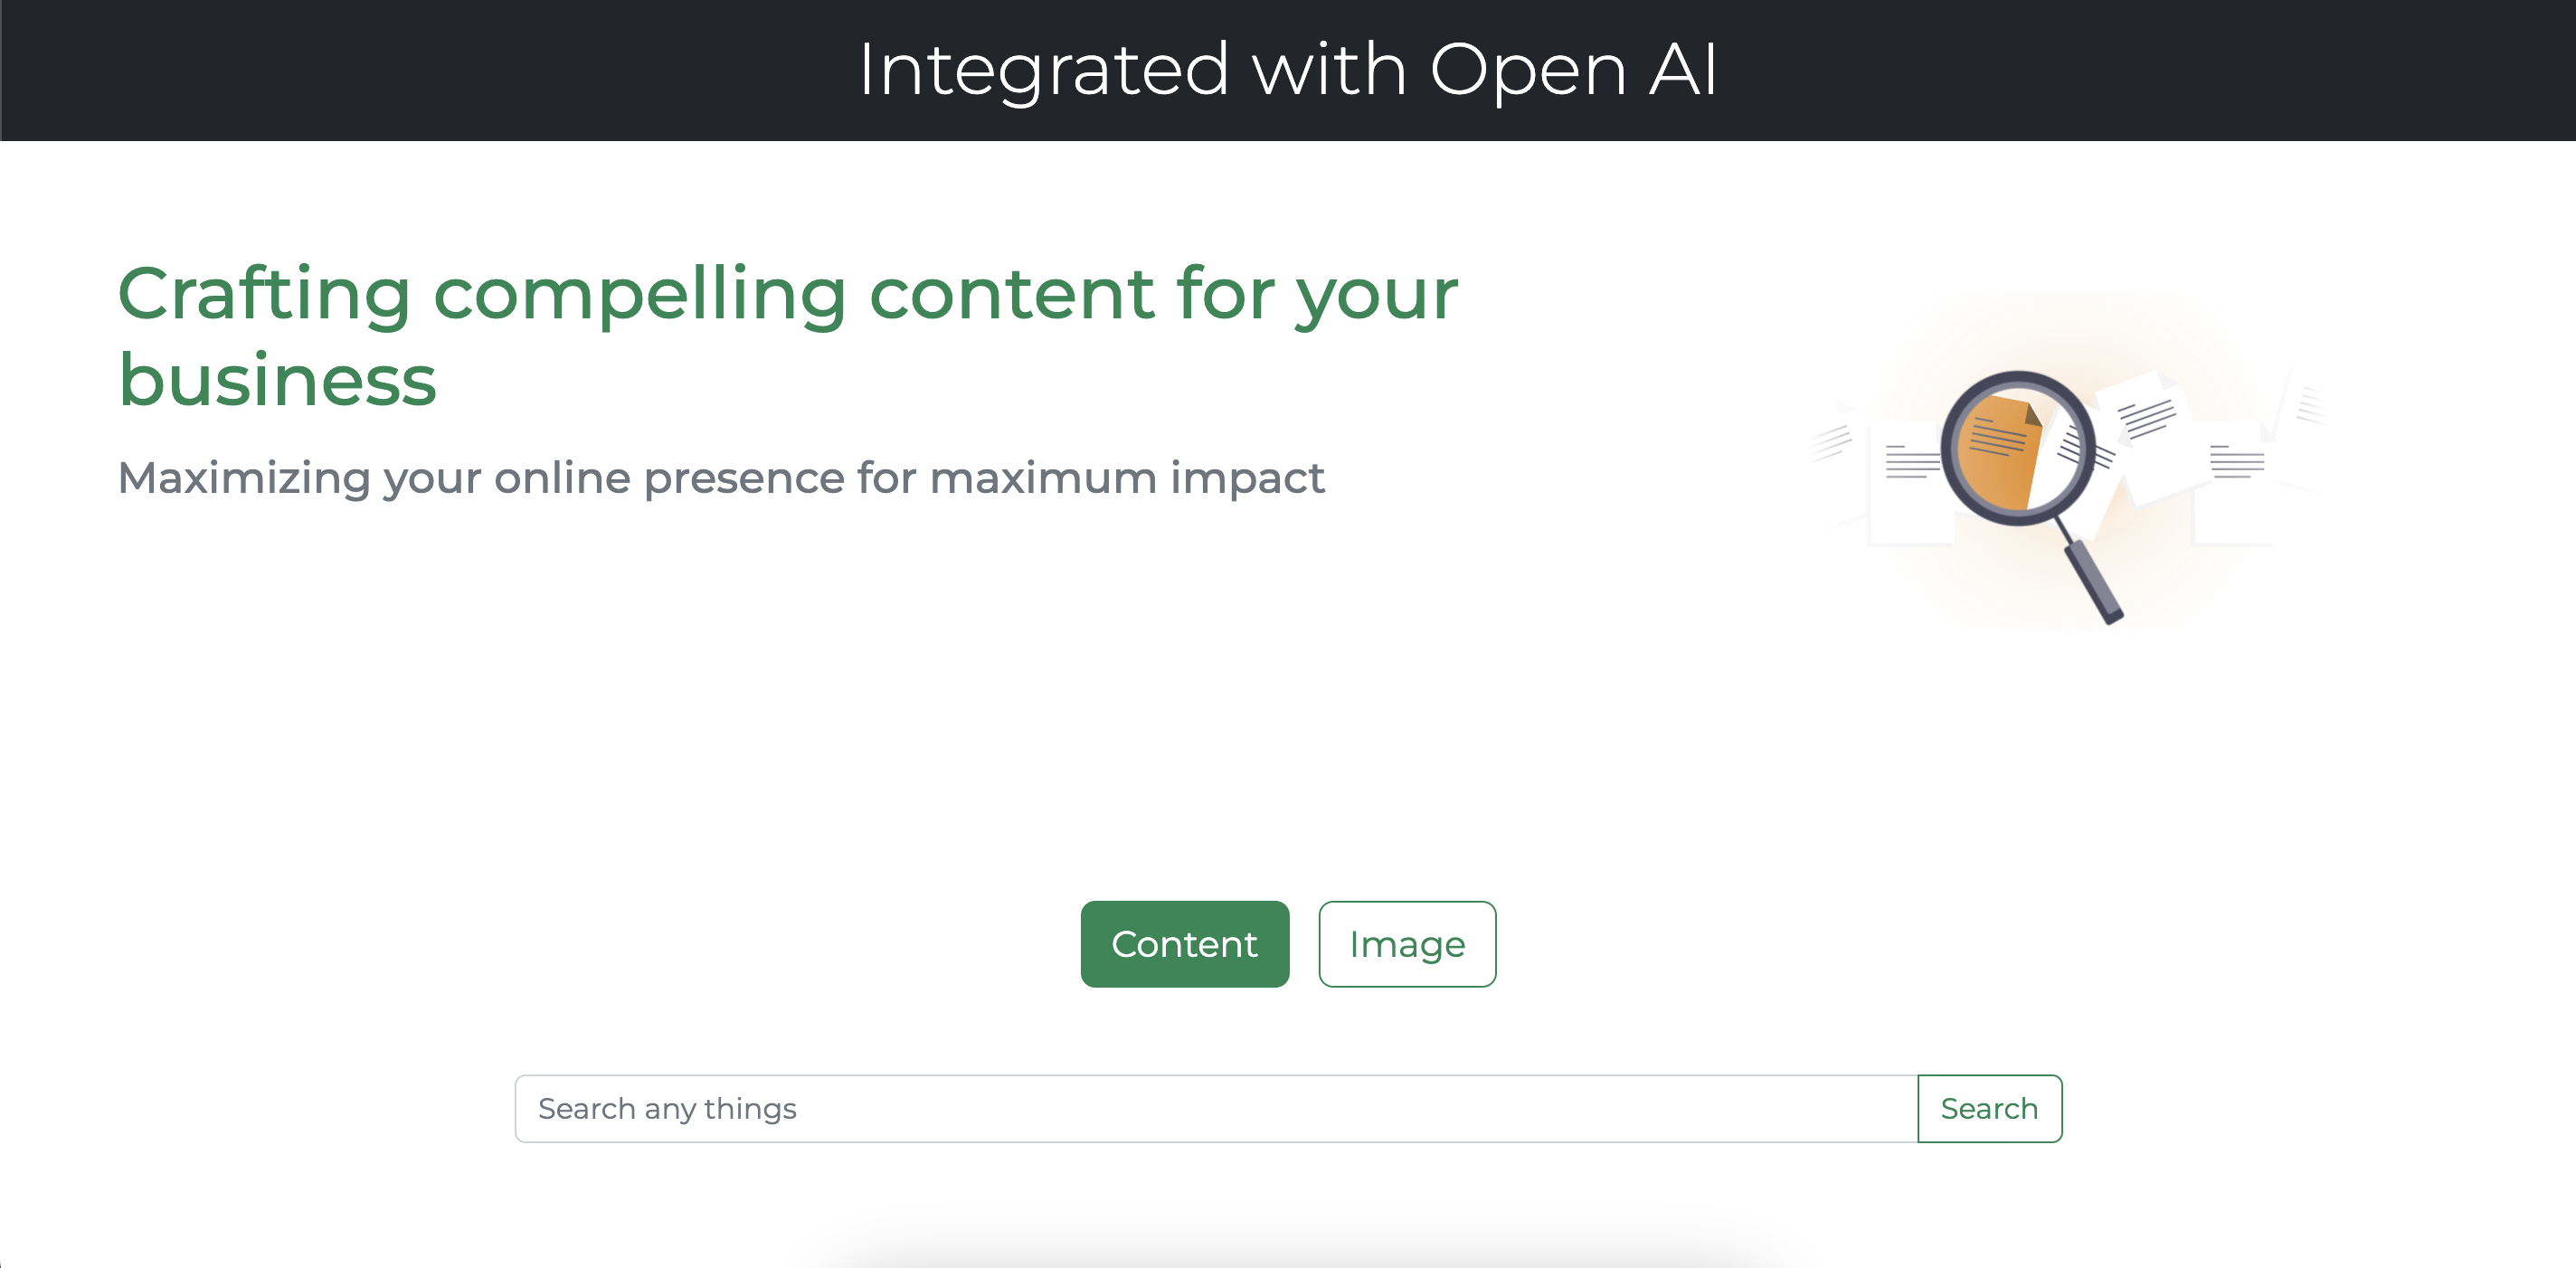 Integrated with Open AI
Crafting compelling content for your
business
Maximizing your online presence for maximum impact
Content Image
Search any things Search